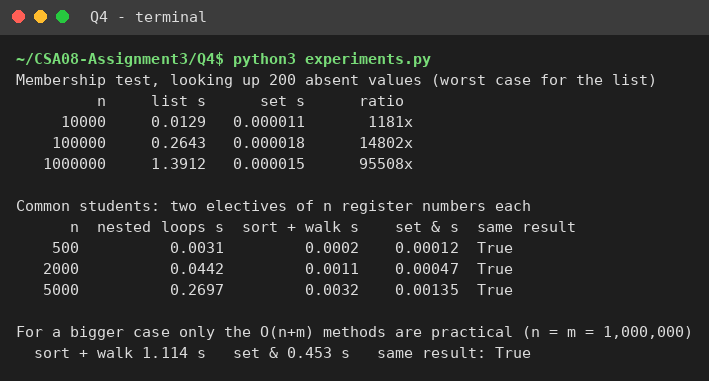 Q4 - terminal
~/CSA08-Assignment3/Q4$ python3 experiments.py
Membership test, looking up 200 absent values (worst case for the list)
         n     list s      set s      ratio
     10000     0.0129   0.000011       1181x
    100000     0.2643   0.000018      14802x
   1000000     1.3912   0.000015      95508x
Common students: two electives of n register numbers each
      n  nested loops s  sort + walk s    set & s  same result
    500          0.0031         0.0002    0.00012  True
   2000          0.0442         0.0011    0.00047  True
   5000          0.2697         0.0032    0.00135  True
For a bigger case only the O(n+m) methods are practical (n = m = 1,000,000)
  sort + walk 1.114 s   set & 0.453 s   same result: True